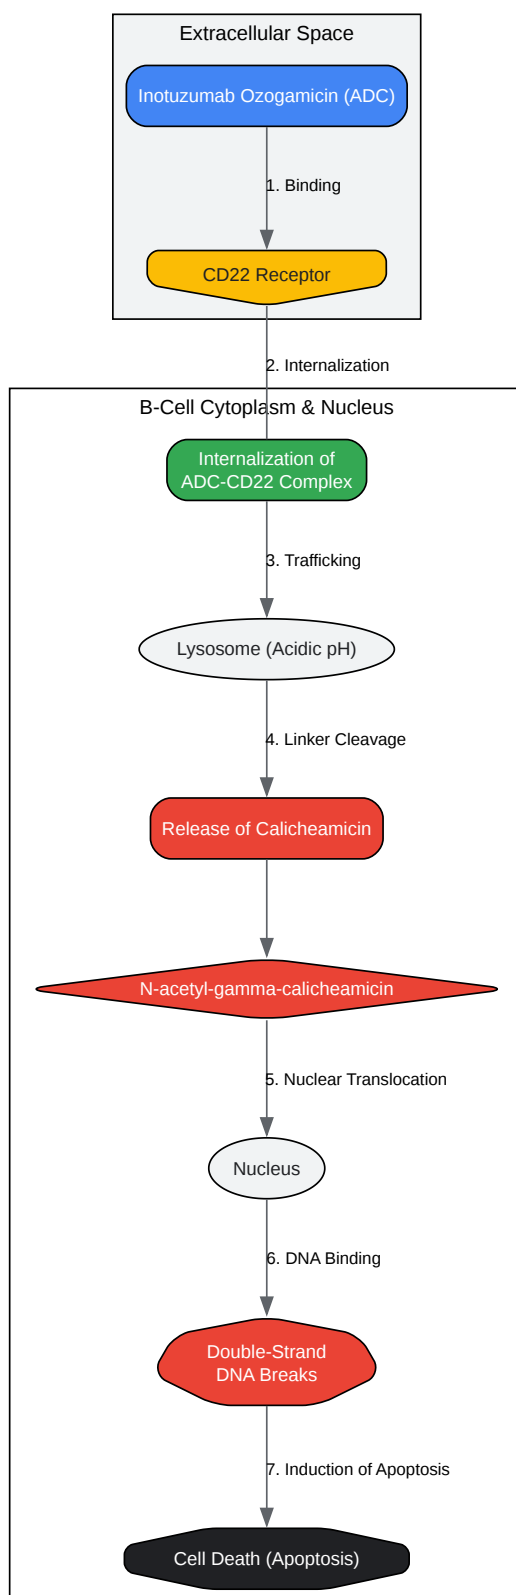 Extracellular Space
Inotuzumab Ozogamicin (ADC)
1. Binding
CD22 Receptor
2. Internalization
B-Cell Cytoplasm & Nucleus
Internalization of
ADC-CD22 Complex
3. Trafficking
Lysosome (Acidic pH)
4. Linker Cleavage
Release of Calicheamicin
N-acetyl-gamma-calicheamicin
5. Nuclear Translocation
Nucleus
6. DNA Binding
Double-Strand
DNA Breaks
7. Induction of Apoptosis
Cell Death (Apoptosis)